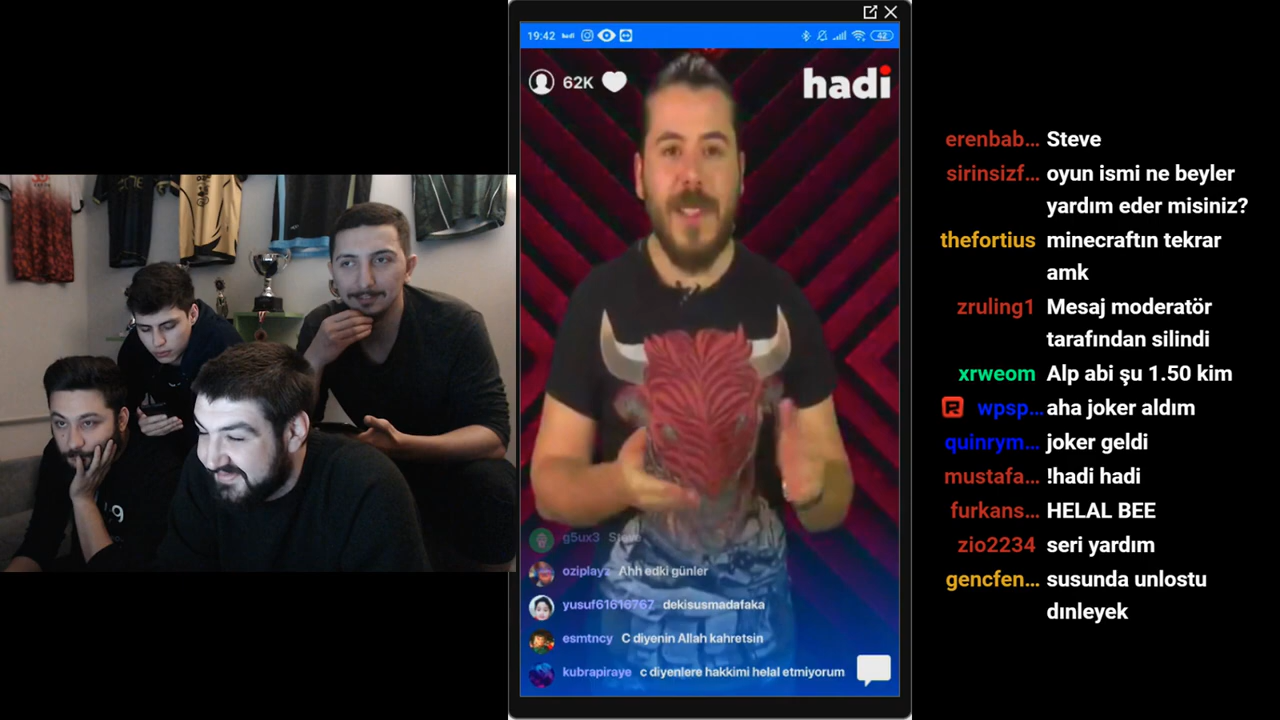 19:42 hadi 42
62K
hadi
g5ux3 Steve
oziplayz Ahh edki günler
yusuf61616767 dekisusmadafaka
esmtncy C diyenin Allah kahretsin
kubrapiraye c diyenlere hakkimi helal etmiyorum
erenbab... Steve
sirinsizf... oyun ismi ne beyler
yardım eder misiniz?
thefortius minecraftın tekrar
amk
zruling1 Mesaj moderatör
tarafından silindi
xrweom Alp abi şu 1.50 kim
wpsp... aha joker aldım
quinrym... joker geldi
mustafa... !hadi hadi
furkans... HELAL BEE
zio2234 seri yardım
gencfen... susunda unlostu
dınleyek